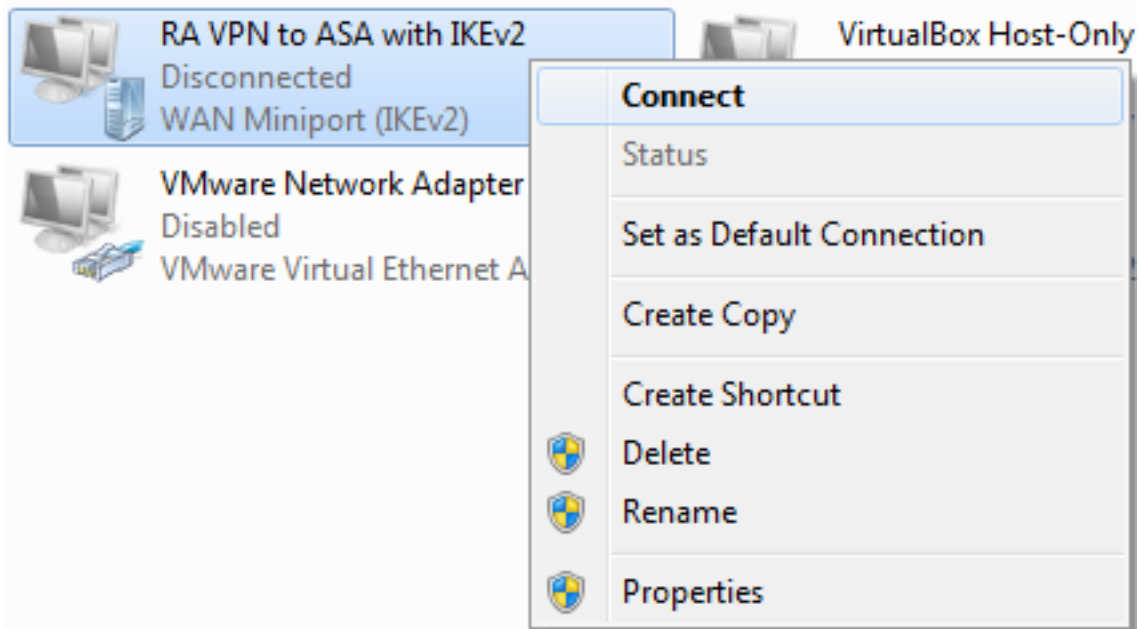 RA VPN to ASA with IKEv2
Disconnected
WAN Miniport (IKEv2)
VMware Network Adapter
Disabled
VMware Virtual Ethernet A
VirtualBox Host-Only
Connect
Status
Set as Default Connection
Create Copy
Create Shortcut
Delete
Rename
Properties